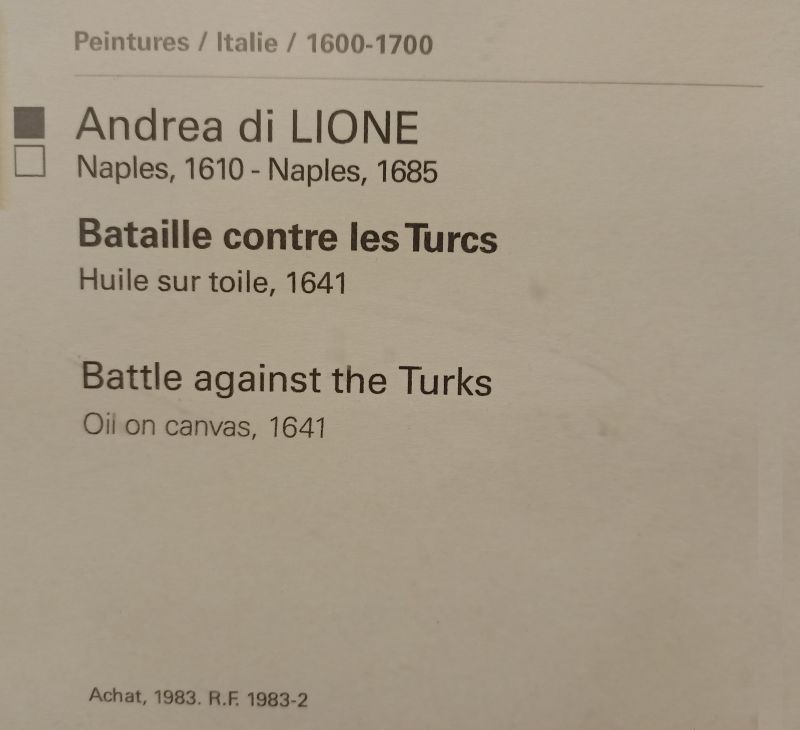 Peintures / Italie / 1600-1700
Andrea di LIONE
Naples, 1610 - Naples, 1685
Bataille contre les Turcs
Huile sur toile, 1641
Battle against the Turks
Oil on canvas, 1641
Achat, 1983. R.F. 1983-2